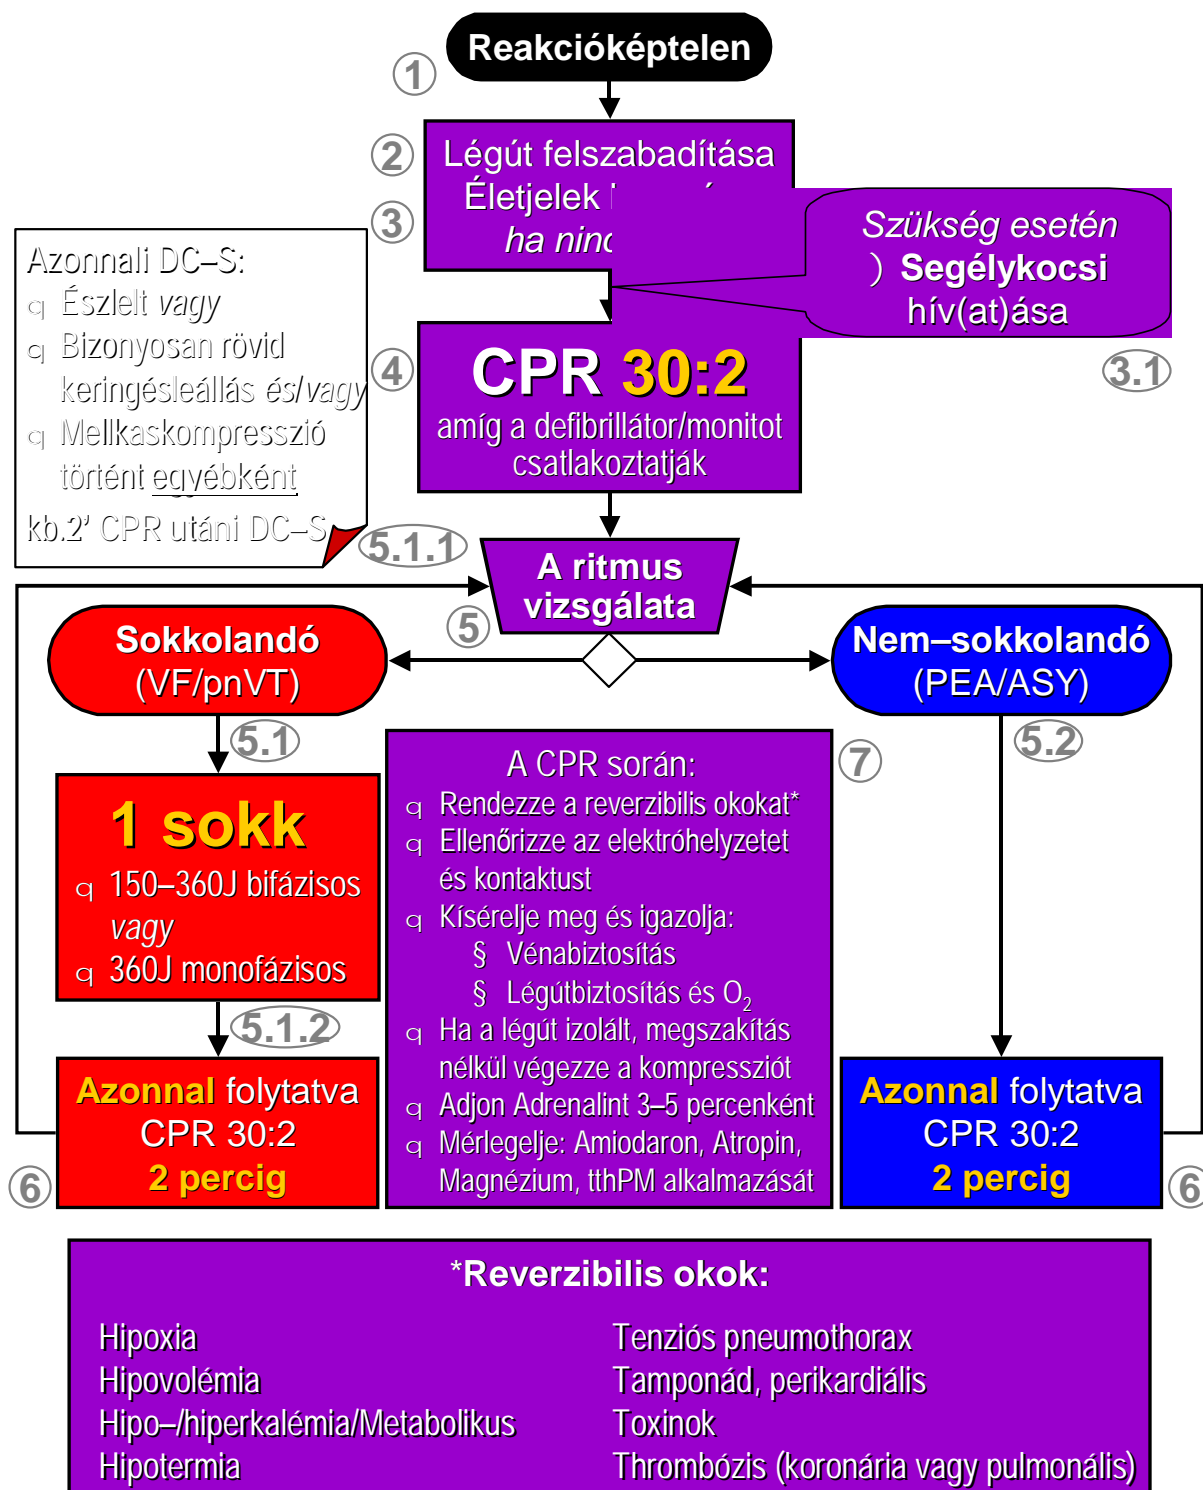 Reakcióképtelen
1
2
Légút felszabadítása
Életjelek
3
ha
Szükség esetén
) Segélykocsi
hív(at)ása
3.1
Azonnali DC–S:
q Észlelt vagy
q Bizonyosan rövid
keringésleállás és/vagy
q Mellkaskompresszió
történt egyébként
kb.2' CPR utáni DC–S
4
CPR 30:2
amíg a defibrillátor/monitot
csatlakoztatják
5.1.1
A ritmus
vizsgálata
5
Sokkolandó
(VF/pnVT)
Nem–sokkolandó
(PEA/ASY)
5.1
5.2
1 sokk
q 150–360J bifázisos
vagy
q 360J monofázisos
5.1.2
Azonnal folytatva
CPR 30:2
2 percig
6
7
A CPR során:
q Rendezze a reverzibilis okokat*
q Ellenőrizze az elektróhelyzetet
és kontaktust
q Kísérelje meg és igazolja:
§ Vénabiztosítás
§ Légútbiztosítás és O2
q Ha a légút izolált, megszakítás
nélkül végezze a kompressziót
q Adjon Adrenalint 3–5 percenként
q Mérlegelje: Amiodaron, Atropin,
Magnézium, tthPM alkalmazását
Azonnal folytatva
CPR 30:2
2 percig
6
*Reverzibilis okok:
Hipoxia
Hipovolémia
Hipo–/hiperkalémia/Metabolikus
Hipotermia
Tenziós pneumothorax
Tamponád, perikardiális
Toxinok
Thrombózis (koronária vagy pulmonális)